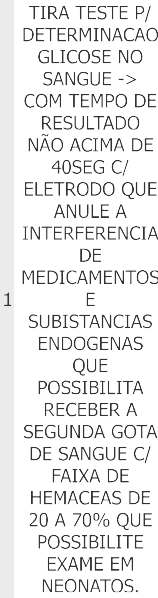 TIRA TESTE P/
DETERMINACAO
GLICOSE NO
SANGUE ->
COM TEMPO DE
RESULTADO
NÃO ACIMA DE
40SEG C/
ELETRODO QUE
ANULE A
INTERFERENCIA
DE
MEDICAMENTOS
1 E
SUBISTANCIAS
ENDOGENAS
QUE
POSSIBILITA
RECEBER A
SEGUNDA GOTA
DE SANGUE C/
FAIXA DE
HEMACEAS DE
20 A 70% QUE
POSSIBILITE
EXAME EM
NEONATOS.